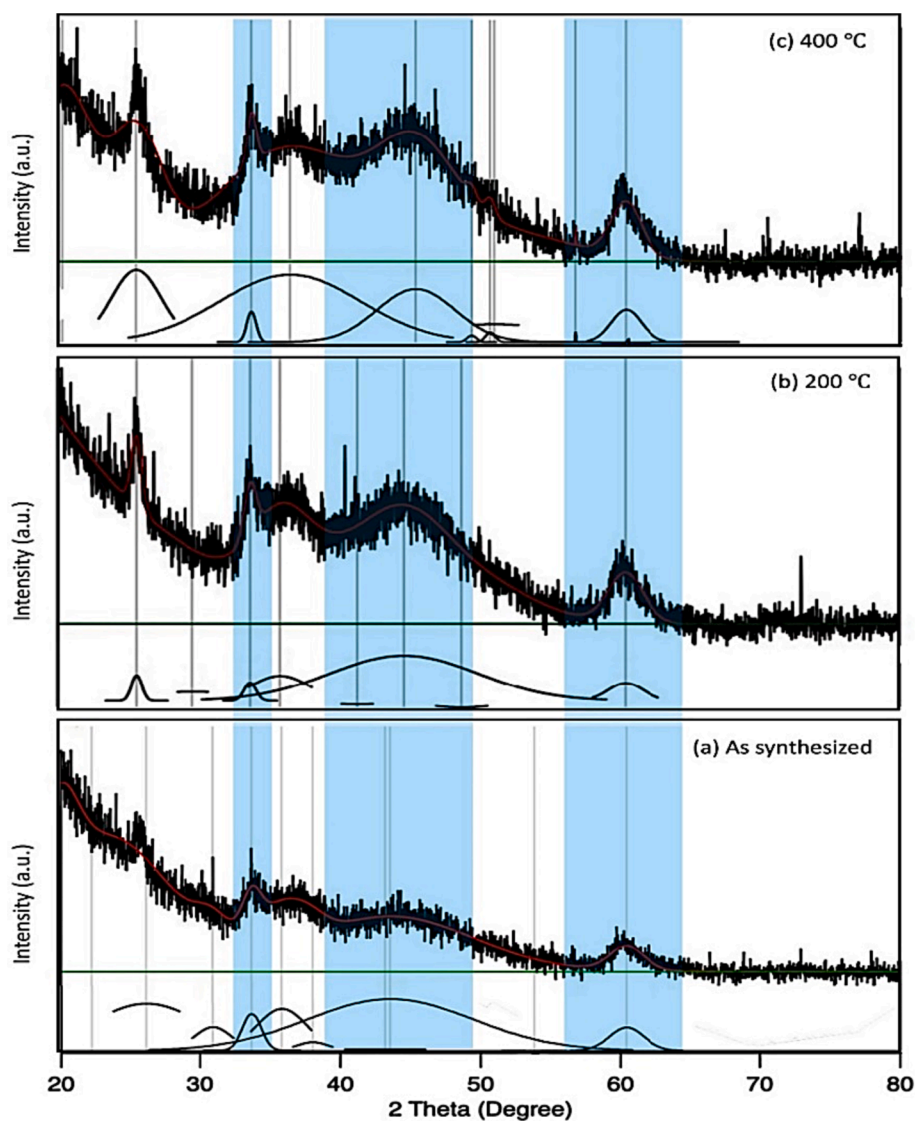 (c) 400 °C
Intensity (a.u.)
(b) 200 °C
Intensity (a.u.)
(a) As synthesized
Intensity (a.u.)
20 30 40 50 60 70 80
2 Theta (Degree)